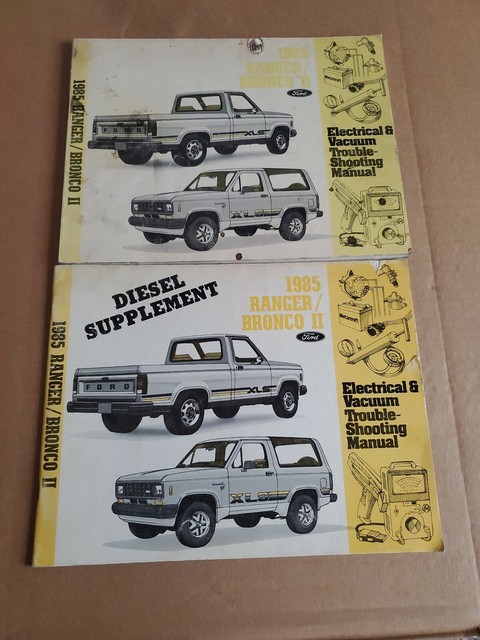 1985 RANGER/BRONCO II
1985
RANGER/
BRONCO II
Ford
FORD
XLS
XLS
Electrical &
Vacuum
Trouble-
Shooting
Manual
1985 RANGER/BRONCO II
DIESEL
SUPPLEMENT
1985
RANGER/
BRONCO II
Ford
FORD
XLS
XLS
Electrical &
Vacuum
Trouble-
Shooting
Manual